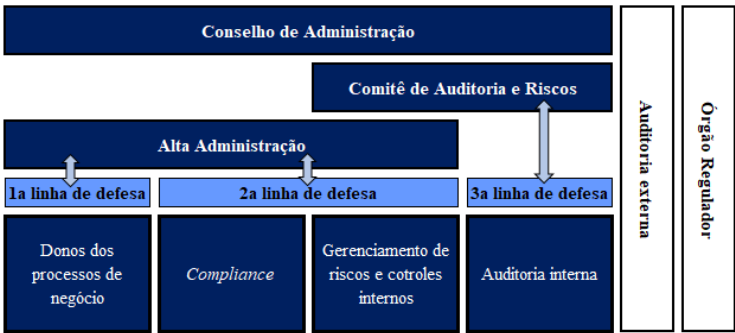 Conselho de Administração
Comitê de Auditoria e Riscos
Alta Administração
1a linha de defesa
2a linha de defesa
3a linha de defesa
Donos dos
processos de
negócio
Compliance
Gerenciamento de
riscos e cotroles
internos
Auditoria interna
Auditoria externa
Órgão Regulador